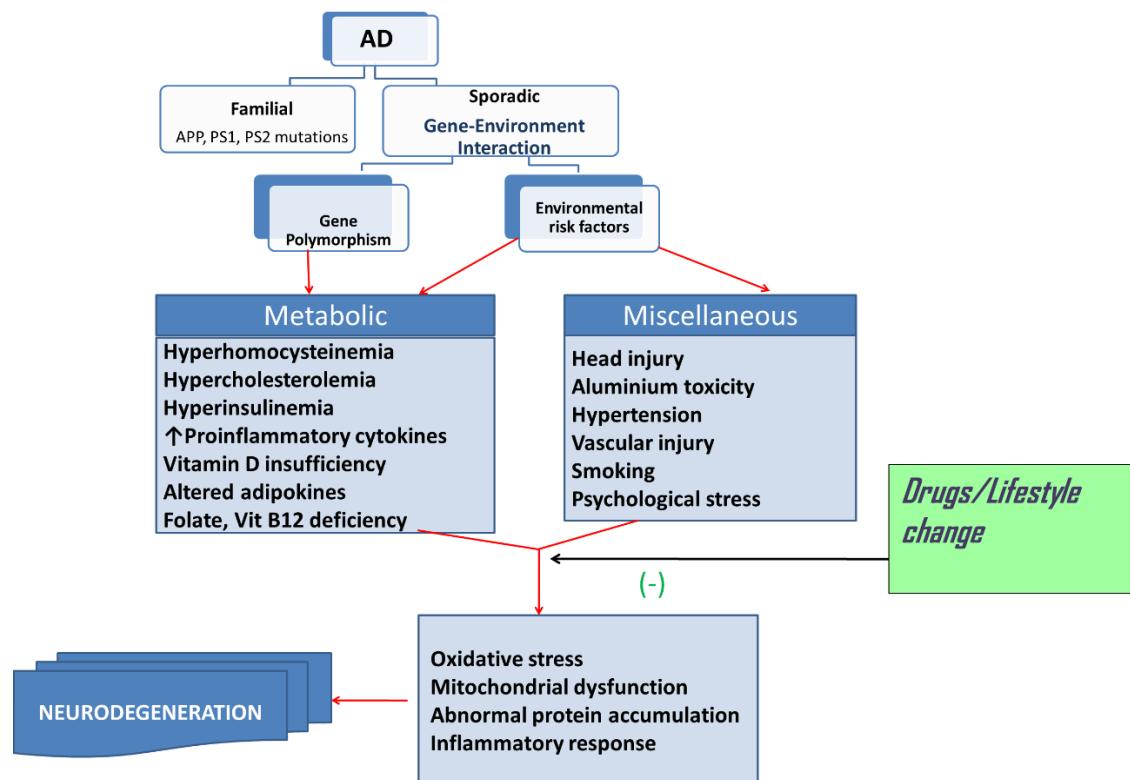 AD
Familial
APP, PS1, PS2 mutations
Sporadic
Gene-Environment
Interaction
Gene
Polymorphism
Environmental
risk factors
Metabolic
Hyperhomocysteinemia
Hypercholesterolemia
Hyperinsulinemia
↑Proinflammatory cytokines
Vitamin D insufficiency
Altered adipokines
Folate, Vit B12 deficiency
Miscellaneous
Head injury
Aluminium toxicity
Hypertension
Vascular injury
Smoking
Psychological stress
Drugs/Lifestyle
change
(-)
Oxidative stress
Mitochondrial dysfunction
Abnormal protein accumulation
Inflammatory response
NEURODEGENERATION